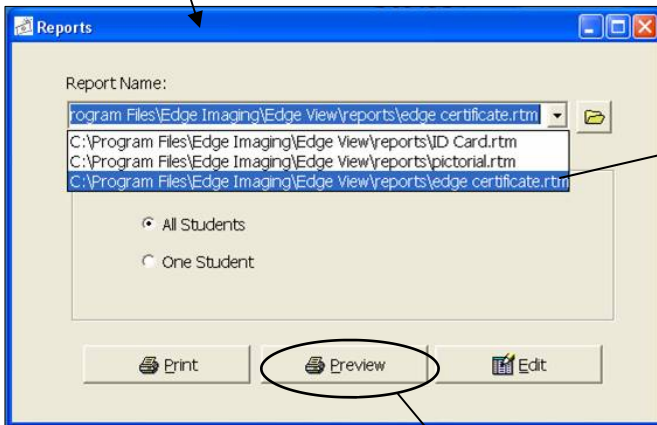 Reports
Report Name:
rogram Files\Edge Imaging\Edge View\reports\edge certificate.rtm
C:\Program Files\Edge Imaging\Edge View\reports\ID Card.rtm
C:\Program Files\Edge Imaging\Edge View\reports\pictorial.rtm
C:\Program Files\Edge Imaging\Edge View\reports\edge certificate.rtm
All Students
One Student
Print Preview Edit